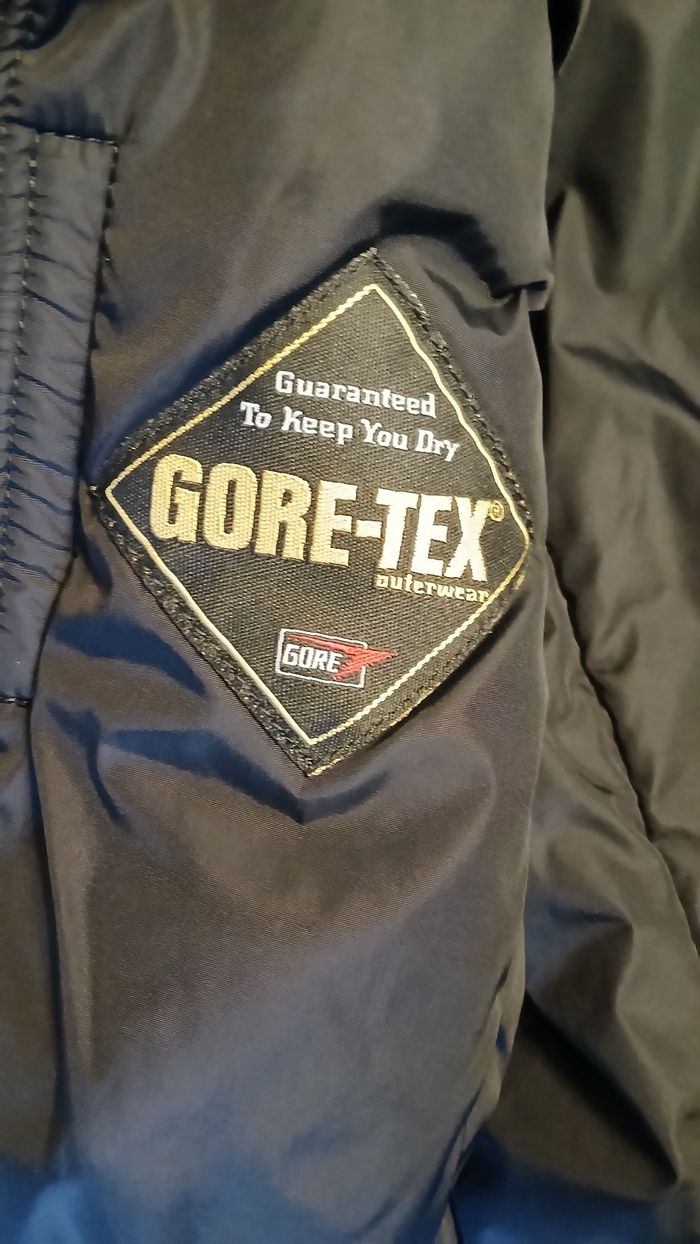 Guaranteed
To Keep You Dry
GORE-TEX®
outerwear
GORE